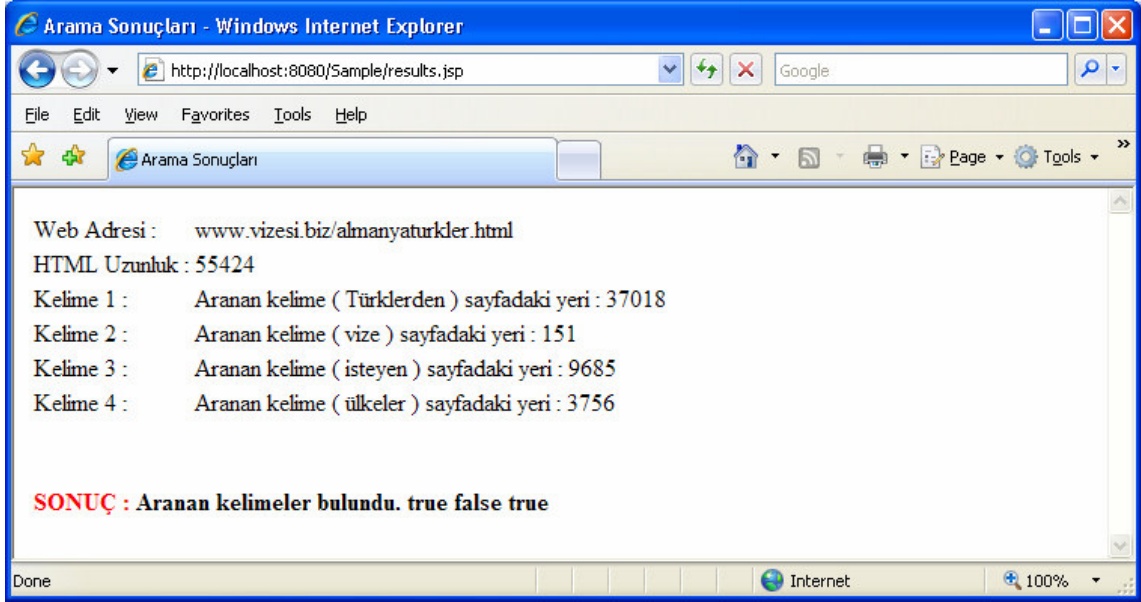 Arama Sonuçları - Windows Internet Explorer
http://localhost:8080/Sample/results.jsp
Google
File Edit View Favorites Tools Help
Arama Sonuçları
Page Tools »
Web Adresi : www.vizesi.biz/almanyaturkler.html
HTML Uzunluk : 55424
Kelime 1 : Aranan kelime ( Türklerden ) sayfadaki yeri : 37018
Kelime 2 : Aranan kelime ( vize ) sayfadaki yeri : 151
Kelime 3 : Aranan kelime ( isteyen ) sayfadaki yeri : 9685
Kelime 4 : Aranan kelime ( ülkeler ) sayfadaki yeri : 3756
SONUÇ : Aranan kelimeler bulundu. true false true
Done Internet 100%